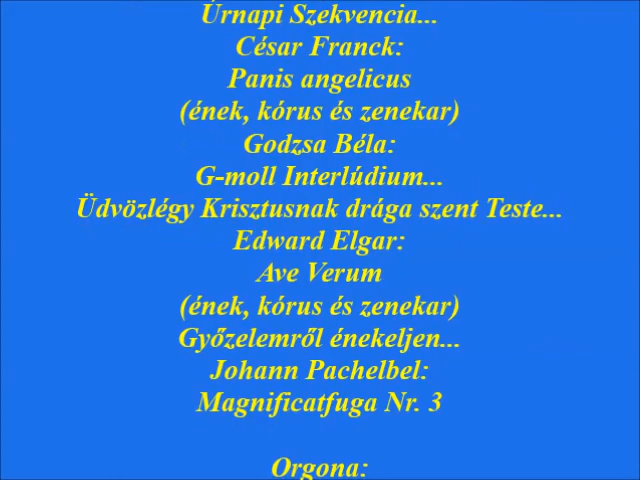 Úrnapi Szekvencia...
César Franck:
Panis angelicus
(ének, kórus és zenekar)
Godzsa Béla:
G-moll Interlúdium...
Üdvözlégy Krisztusnak drága szent Teste...
Edward Elgar:
Ave Verum
(ének, kórus és zenekar)
Győzelemről énekeljen...
Johann Pachelbel:
Magnificatfuga Nr. 3
Orgona: